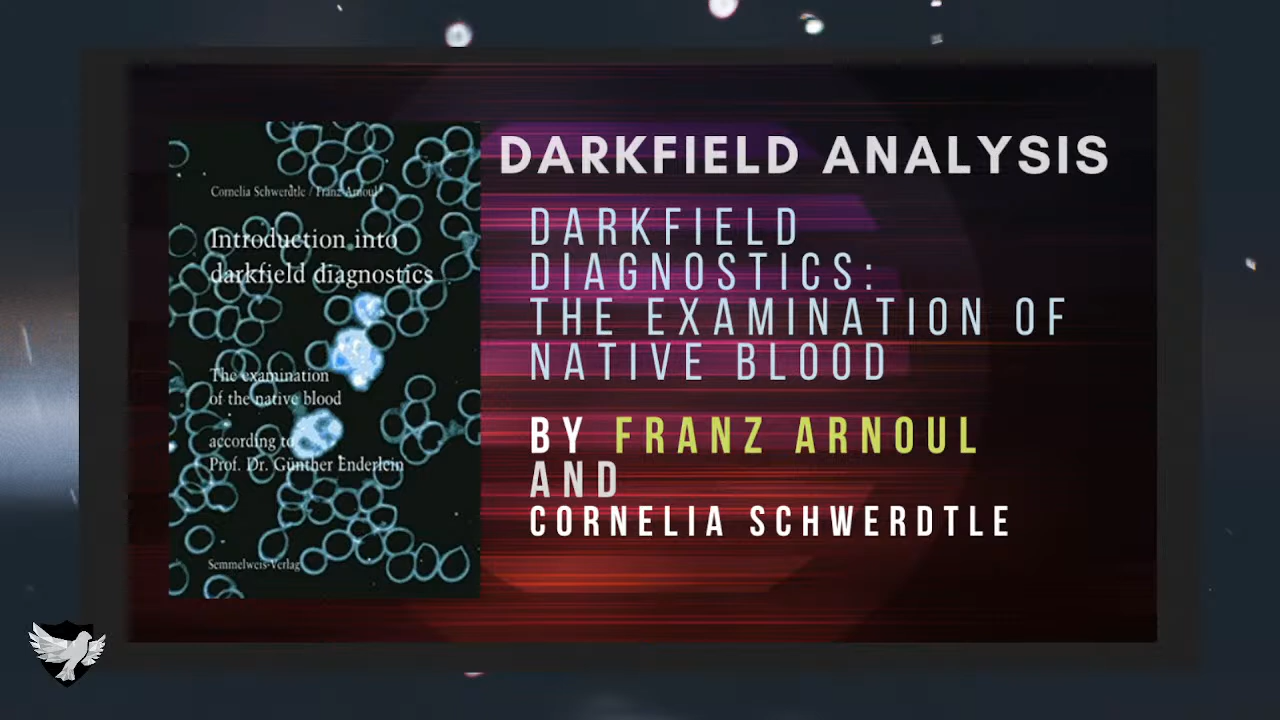 DARKFIELD ANALYSIS
Cornelia Schwerdtle / Franz Arnoul
Introduction into
darkfield diagnostics
The examination
of the native blood
according to
Prof. Dr. Günther Enderlein
Semmelweis-Verlag
DARKFIELD
DIAGNOSTICS:
THE EXAMINATION OF
NATIVE BLOOD
BY FRANZ ARNOUL
AND
CORNELIA SCHWERDTLE